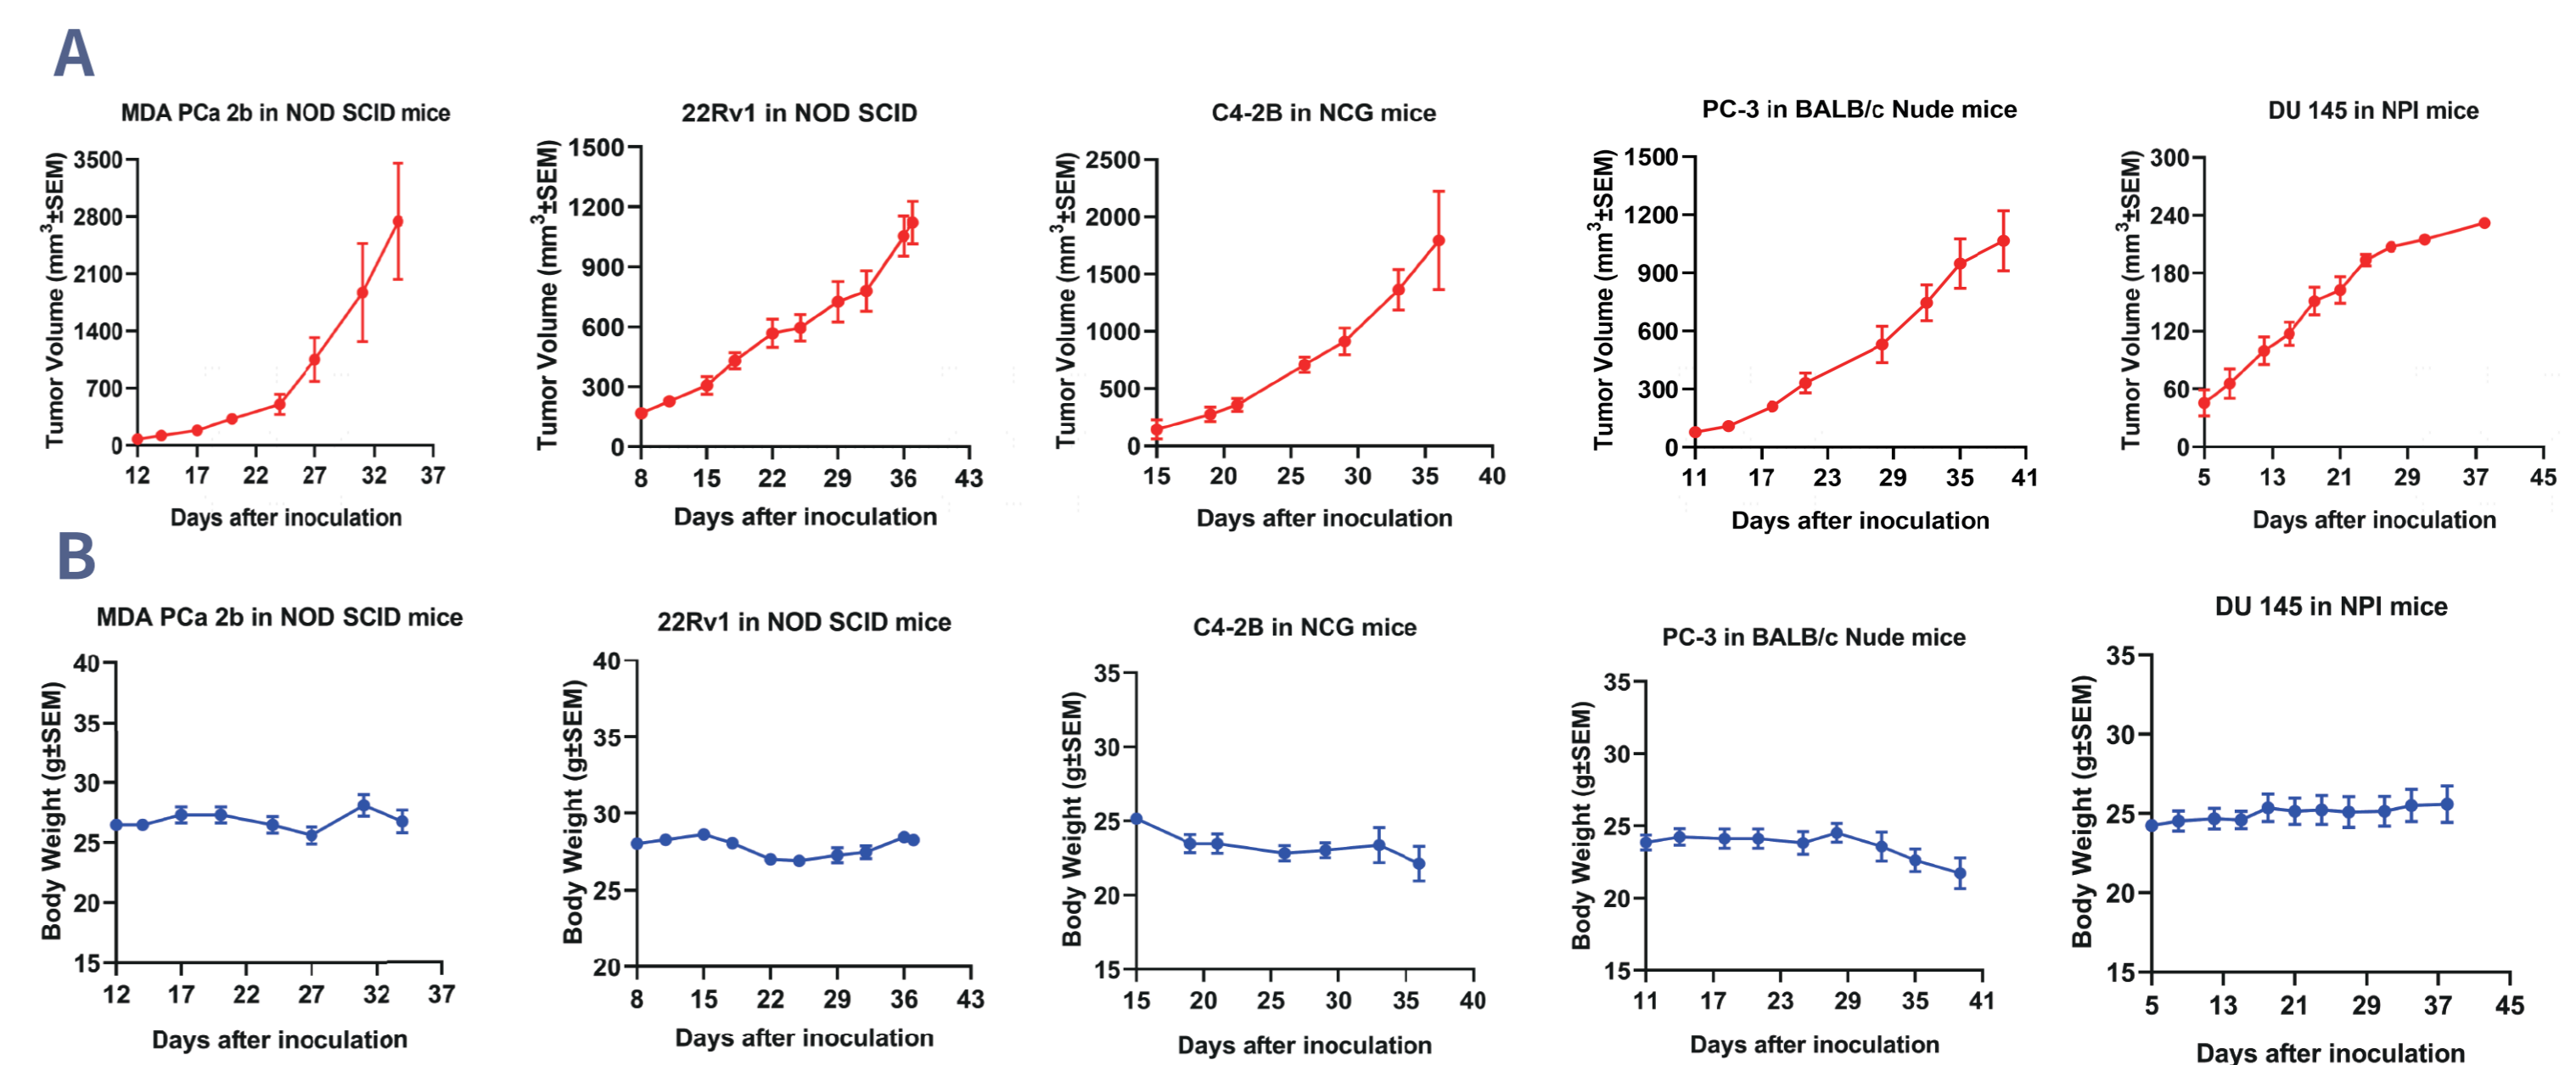 A
MDA PCa 2b in NOD SCID mice
Tumor Volume (mm³±SEM)
3500
2800
2100
1400
700
0
12 17 22 27 32 37
Days after inoculation
22Rv1 in NOD SCID
Tumor Volume (mm³±SEM)
1500
1200
900
600
300
0
8 15 22 29 36 43
Days after inoculation
C4-2B in NCG mice
Tumor Volume (mm³±SEM)
2500
2000
1500
1000
500
0
15 20 25 30 35 40
Days after inoculation
PC-3 in BALB/c Nude mice
Tumor Volume (mm³±SEM)
1500
1200
900
600
300
0
11 17 23 29 35 41
Days after inoculation
DU 145 in NPI mice
Tumor Volume (mm³±SEM)
300
240
180
120
60
0
5 13 21 29 37 45
Days after inoculation
B
MDA PCa 2b in NOD SCID mice
Body Weight (g±SEM)
40
35
30
25
20
15
12 17 22 27 32 37
Days after inoculation
22Rv1 in NOD SCID mice
Body Weight (g±SEM)
40
35
30
25
20
8 15 22 29 36 43
Days after inoculation
C4-2B in NCG mice
Body Weight (g±SEM)
35
30
25
20
15
15 20 25 30 35 40
Days after inoculation
PC-3 in BALB/c Nude mice
Body Weight (g±SEM)
35
30
25
20
15
11 17 23 29 35 41
Days after inoculation
DU 145 in NPI mice
Body Weight (g±SEM)
35
30
25
20
15
5 13 21 29 37 45
Days after inoculation